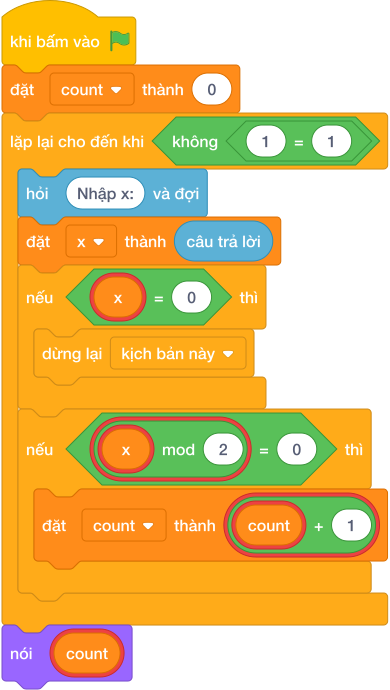 khi bấm vào
đặt count thành 0
lặp lại cho đến khi không 1 = 1
hỏi Nhập x: và đợi
đặt x thành câu trả lời
nếu x = 0 thì
dừng lại kịch bản này
nếu x mod 2 = 0 thì
đặt count thành count + 1
nói count